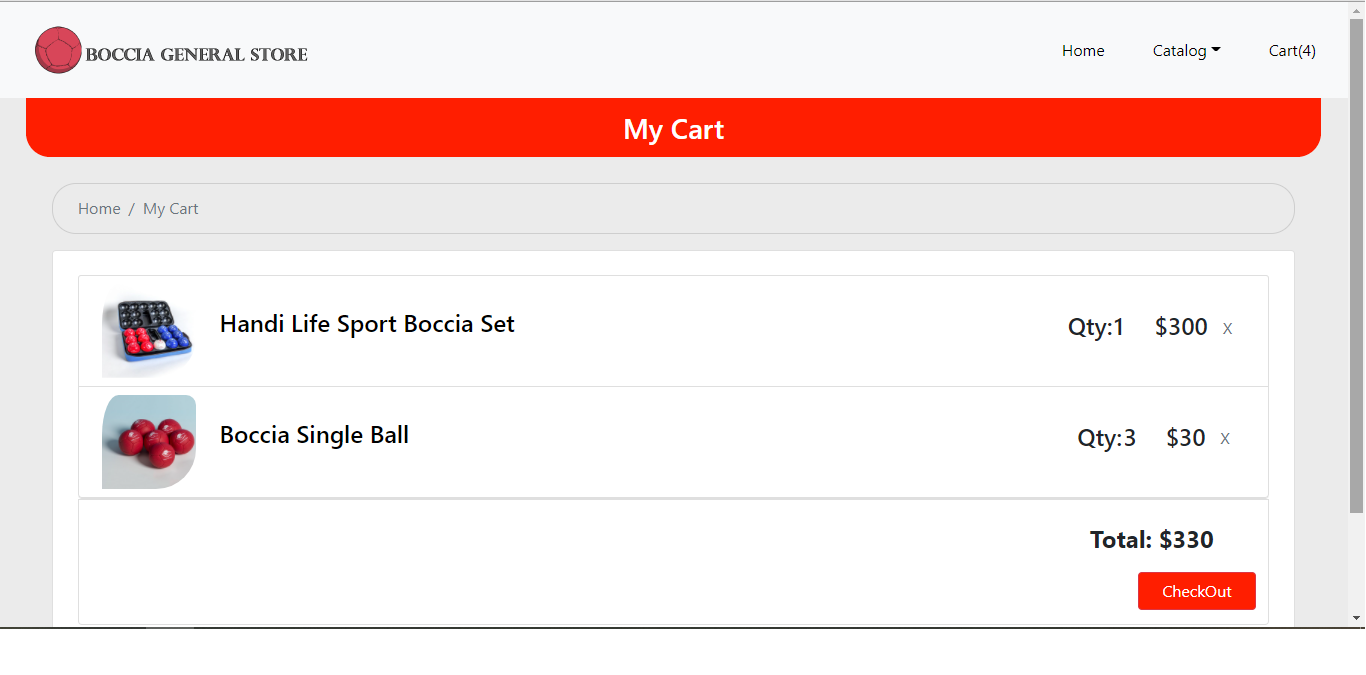 BOCCIA GENERAL STORE
Home Catalog Cart(4)
My Cart
Home / My Cart
Handi Life Sport Boccia Set Qty:1 $300 x
Boccia Single Ball Qty:3 $30 x
Total: $330
CheckOut